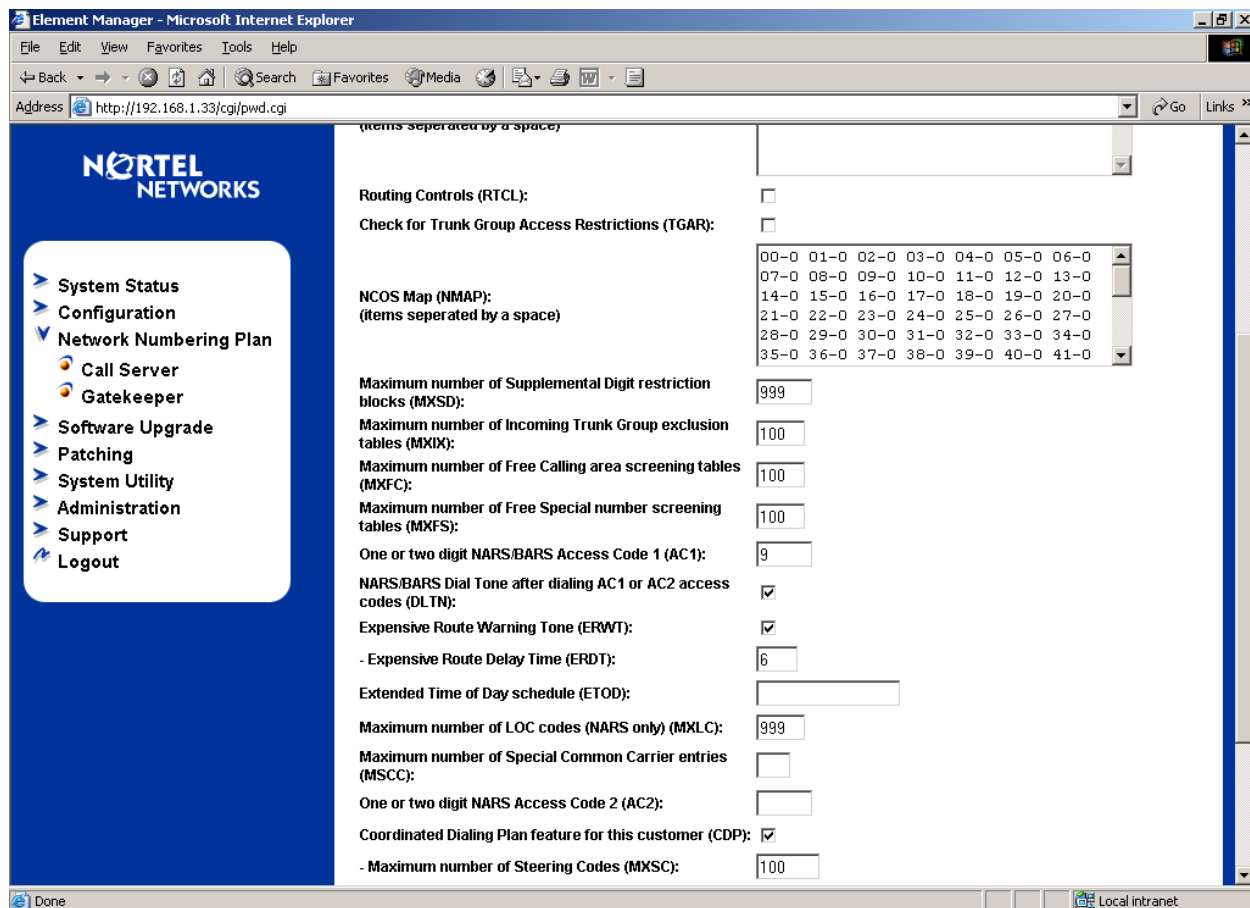 Element Manager - Microsoft Internet Explorer
File Edit View Favorites Tools Help
Back Search Favorites Media
Address http://192.168.1.33/cgi/pwd.cgi Go Links »
(items seperated by a space)
NORTEL
NETWORKS
System Status
Configuration
Network Numbering Plan
Call Server
Gatekeeper
Software Upgrade
Patching
System Utility
Administration
Support
Logout
Routing Controls (RTCL):
Check for Trunk Group Access Restrictions (TGAR):
NCOS Map (NMAP):
(items seperated by a space)
00-0 01-0 02-0 03-0 04-0 05-0 06-0
07-0 08-0 09-0 10-0 11-0 12-0 13-0
14-0 15-0 16-0 17-0 18-0 19-0 20-0
21-0 22-0 23-0 24-0 25-0 26-0 27-0
28-0 29-0 30-0 31-0 32-0 33-0 34-0
35-0 36-0 37-0 38-0 39-0 40-0 41-0
Maximum number of Supplemental Digit restriction
blocks (MXSD):
999
Maximum number of Incoming Trunk Group exclusion
tables (MXIX):
100
Maximum number of Free Calling area screening tables
(MXFC):
100
Maximum number of Free Special number screening
tables (MXFS):
100
One or two digit NARS/BARS Access Code 1 (AC1):
9
NARS/BARS Dial Tone after dialing AC1 or AC2 access
codes (DLTN):
Expensive Route Warning Tone (ERWT):
- Expensive Route Delay Time (ERDT):
6
Extended Time of Day schedule (ETOD):
Maximum number of LOC codes (NARS only) (MXLC):
999
Maximum number of Special Common Carrier entries
(MSCC):
One or two digit NARS Access Code 2 (AC2):
Coordinated Dialing Plan feature for this customer (CDP):
- Maximum number of Steering Codes (MXSC):
100
Done
Local intranet